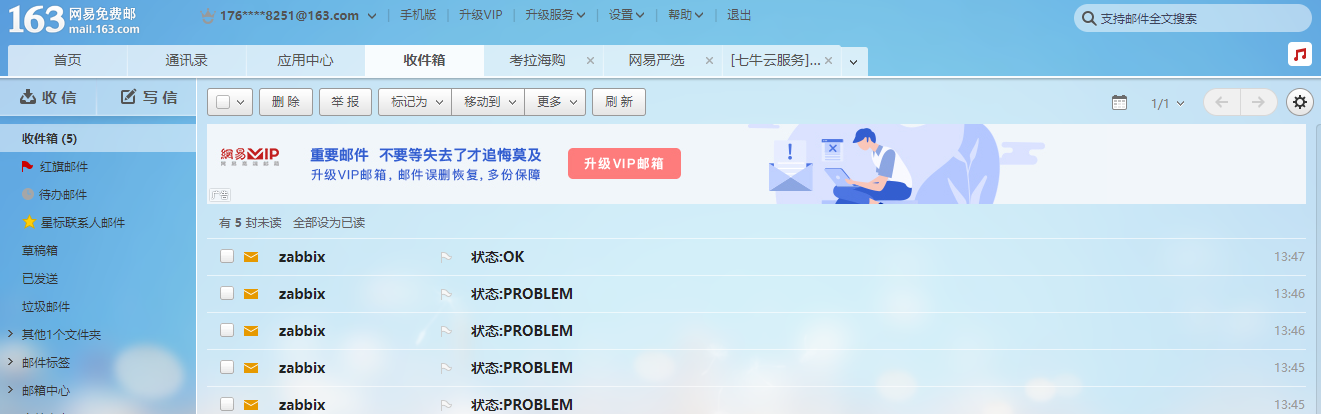 163 网易免费邮 mail.163.com
176****8251@163.com 手机版 升级VIP 升级服务 设置 帮助 退出
支持邮件全文搜索
首页 通讯录 应用中心 收件箱 考拉海购 × 网易严选 × [七牛云服务]... ×
收信 写信
删除 举报 标记为 移动到 更多 刷新 1/1
收件箱 (5)
红旗邮件
待办邮件
星标联系人邮件
草稿箱
已发送
垃圾邮件
其他1个文件夹
邮件标签
邮箱中心
网易VIP
重要邮件 不要等失去了才追悔莫及
升级VIP邮箱, 邮件误删恢复, 多份保障
升级VIP邮箱
广告
有 5 封未读 全部设为已读
zabbix 状态:OK 13:47
zabbix 状态:PROBLEM 13:46
zabbix 状态:PROBLEM 13:46
zabbix 状态:PROBLEM 13:45
zabbix 状态:PROBLEM 13:45